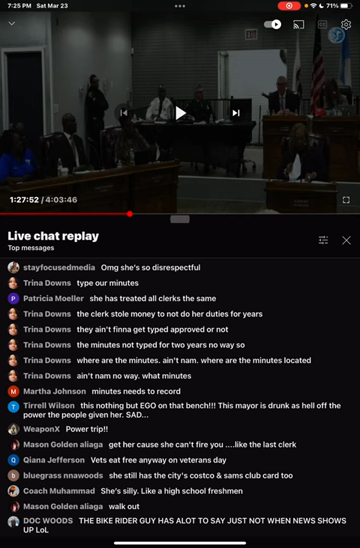 7:25 PM Sat Mar 23
71%
1:27:52 / 4:03:46
Live chat replay
Top messages
stayfocusedmedia Omg she's so disrespectful
Trina Downs type our minutes
P Patricia Moeller she has treated all clerks the same
Trina Downs the clerk stole money to not do her duties for years
Trina Downs they ain't finna get typed approved or not
Trina Downs the minutes not typed for two years no way so
Trina Downs where are the minutes. ain't nam. where are the minutes located
Trina Downs ain't nam no way. what minutes
M Martha Johnson minutes needs to record
T Tirrell Wilson this nothing but EGO on that bench!!! This mayor is drunk as hell off the
power the people given her. SAD...
WeaponX Power trip!!
Mason Golden aliaga get her cause she can't fire you ....like the last clerk
Q Qiana Jefferson Vets eat free anyway on veterans day
b bluegrass nnawoods she still has the city's costco & sams club card too
Coach Muhammad She's silly. Like a high school freshmen
Mason Golden aliaga walk out
DOC WOODS THE BIKE RIDER GUY HAS ALOT TO SAY JUST NOT WHEN NEWS SHOWS
UP LoL